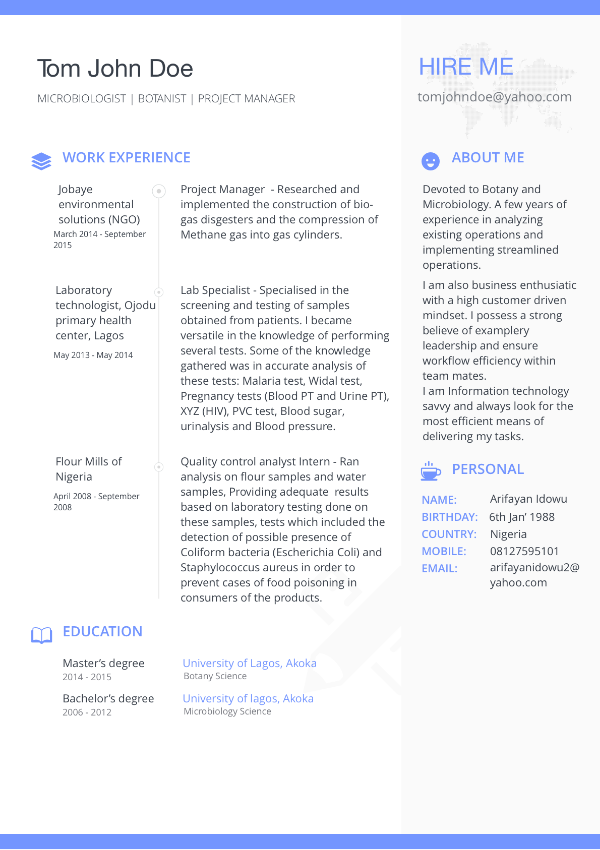 Tom John Doe
MICROBIOLOGIST | BOTANIST | PROJECT MANAGER
HIRE ME
tomjohndoe@yahoo.com
WORK EXPERIENCE
Jobaye
environmental
solutions (NGO)
March 2014 - September
2015
Project Manager - Researched and
implemented the construction of bio-
gas disgesters and the compression of
Methane gas into gas cylinders.
Laboratory
technologist, Ojodu
primary health
center, Lagos
May 2013 - May 2014
Lab Specialist - Specialised in the
screening and testing of samples
obtained from patients. I became
versatile in the knowledge of performing
several tests. Some of the knowledge
gathered was in accurate analysis of
these tests: Malaria test, Widal test,
Pregnancy tests (Blood PT and Urine PT),
XYZ (HIV), PVC test, Blood sugar,
urinalysis and Blood pressure.
Flour Mills of
Nigeria
April 2008 - September
2008
Quality control analyst Intern - Ran
analysis on flour samples and water
samples, Providing adequate results
based on laboratory testing done on
these samples, tests which included the
detection of possible presence of
Coliform bacteria (Escherichia Coli) and
Staphylococcus aureus in order to
prevent cases of food poisoning in
consumers of the products.
EDUCATION
Master's degree
2014 - 2015
University of Lagos, Akoka
Botany Science
Bachelor's degree
2006 - 2012
University of lagos, Akoka
Microbiology Science
ABOUT ME
Devoted to Botany and
Microbiology. A few years of
experience in analyzing
existing operations and
implementing streamlined
operations.
I am also business enthusiatic
with a high customer driven
mindset. I possess a strong
believe of examplery
leadership and ensure
workflow efficiency within
team mates.
I am Information technology
savvy and always look for the
most efficient means of
delivering my tasks.
PERSONAL
NAME: Arifayan Idowu
BIRTHDAY: 6th Jan' 1988
COUNTRY: Nigeria
MOBILE: 08127595101
EMAIL: arifayanidowu2@
yahoo.com